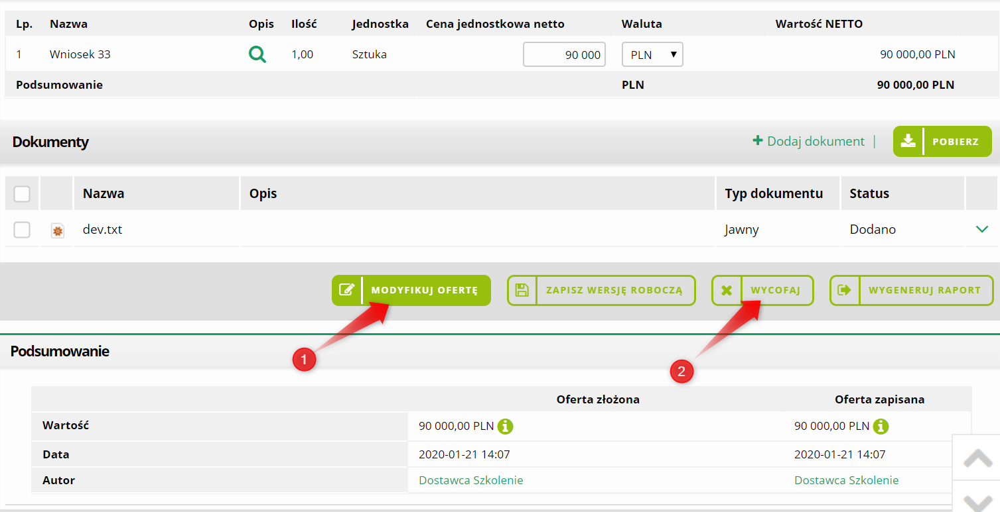 Lp. Nazwa Opis Ilość Jednostka Cena jednostkowa netto Waluta Wartość NETTO
1 Wniosek 33 1,00 Sztuka 90 000 PLN 90 000,00 PLN
Podsumowanie PLN 90 000,00 PLN
Dokumenty Dodaj dokument | POBIERZ
Nazwa Opis Typ dokumentu Status
dev.txt Jawny Dodano
MODYFIKUJ OFERTĘ ZAPISZ WERSJĘ ROBOCZĄ WYCOFAJ WYGENERUJ RAPORT
Podsumowanie
1
2
Oferta złożona Oferta zapisana
Wartość 90 000,00 PLN 90 000,00 PLN
Data 2020-01-21 14:07 2020-01-21 14:07
Autor Dostawca Szkolenie Dostawca Szkolenie